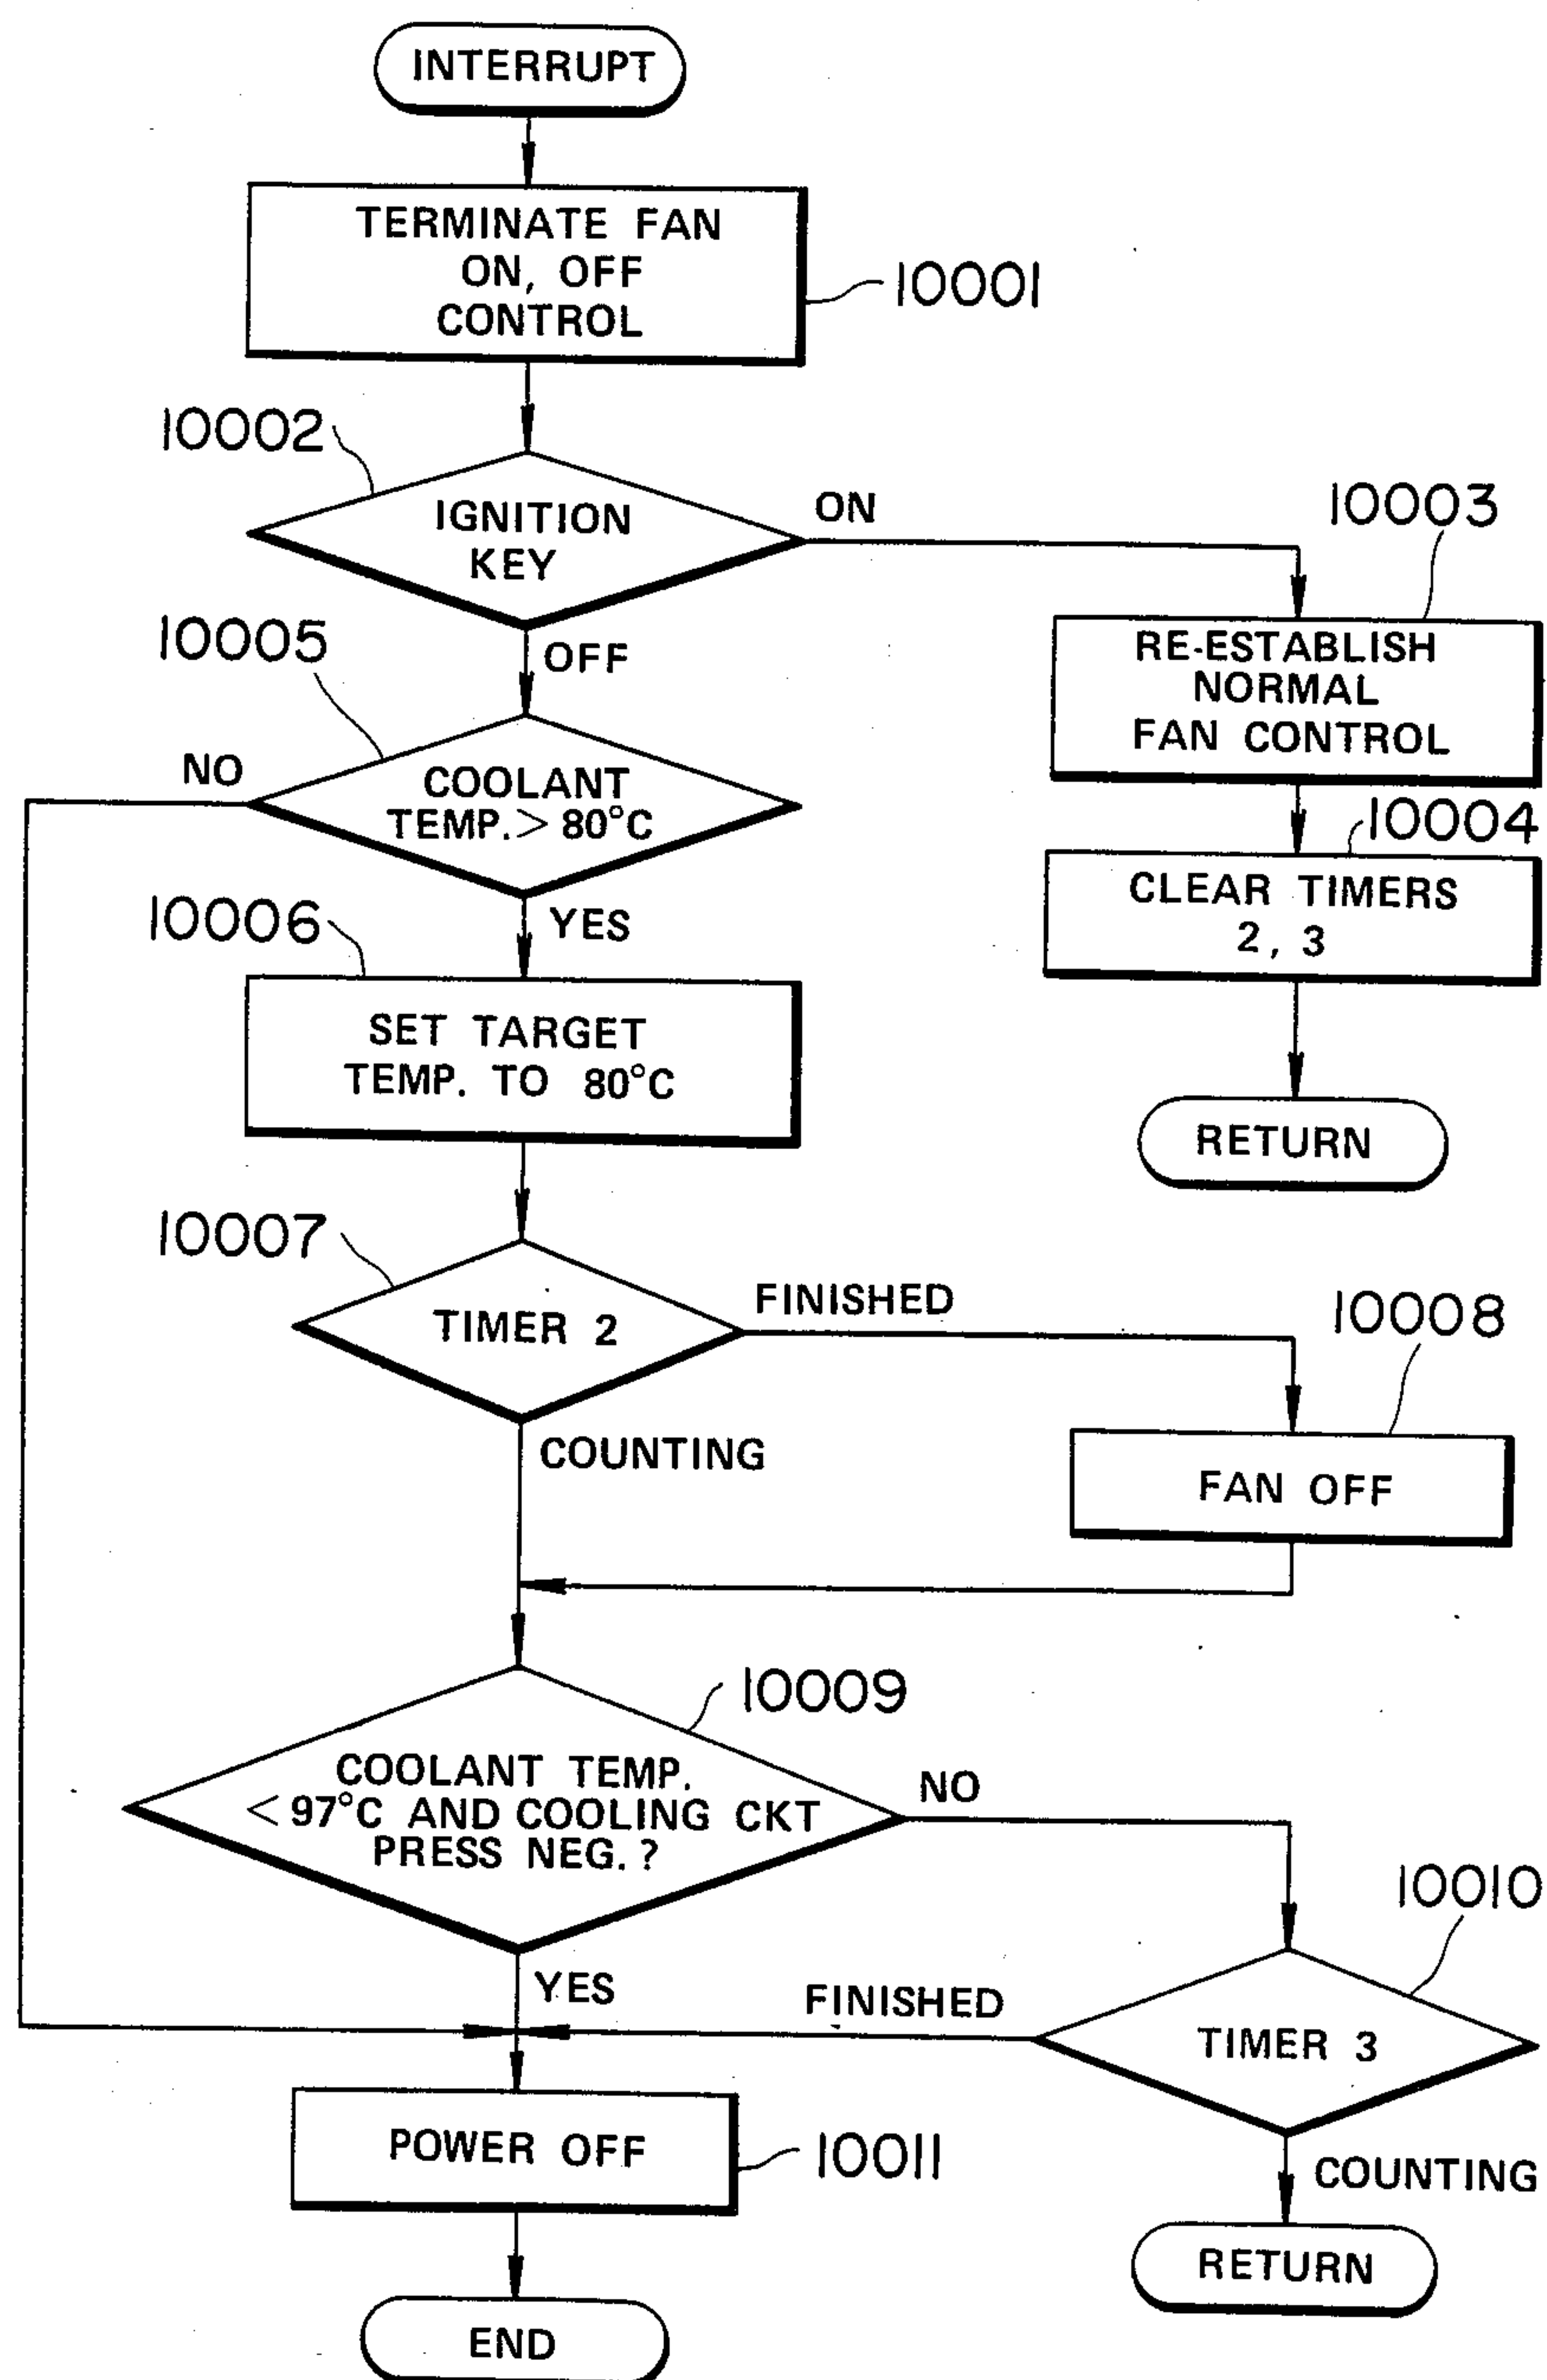 INTERRUPT
TERMINATE FAN
ON, OFF
CONTROL
10001
10002
IGNITION
KEY
ON
OFF
10003
RE-ESTABLISH
NORMAL
FAN CONTROL
10004
CLEAR TIMERS
2, 3
RETURN
10005
COOLANT
TEMP. > 80°C
NO
YES
10006
SET TARGET
TEMP. TO 80°C
10007
TIMER 2
FINISHED
COUNTING
10008
FAN OFF
10009
COOLANT TEMP.
< 97°C AND COOLING CKT
PRESS NEG. ?
NO
YES
10010
TIMER 3
FINISHED
COUNTING
RETURN
POWER OFF
10011
END